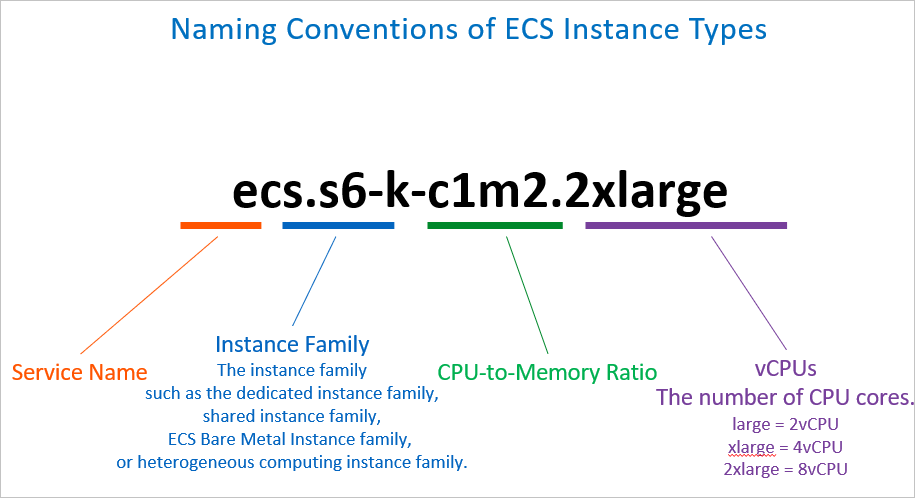 Naming Conventions of ECS Instance Types
ecs.s6-k-c1m2.2xlarge
Service Name
Instance Family
The instance family
such as the dedicated instance family,
shared instance family,
ECS Bare Metal Instance family,
or heterogeneous computing instance family.
CPU-to-Memory Ratio
vCPUs
The number of CPU cores.
large = 2vCPU
xlarge = 4vCPU
2xlarge = 8vCPU